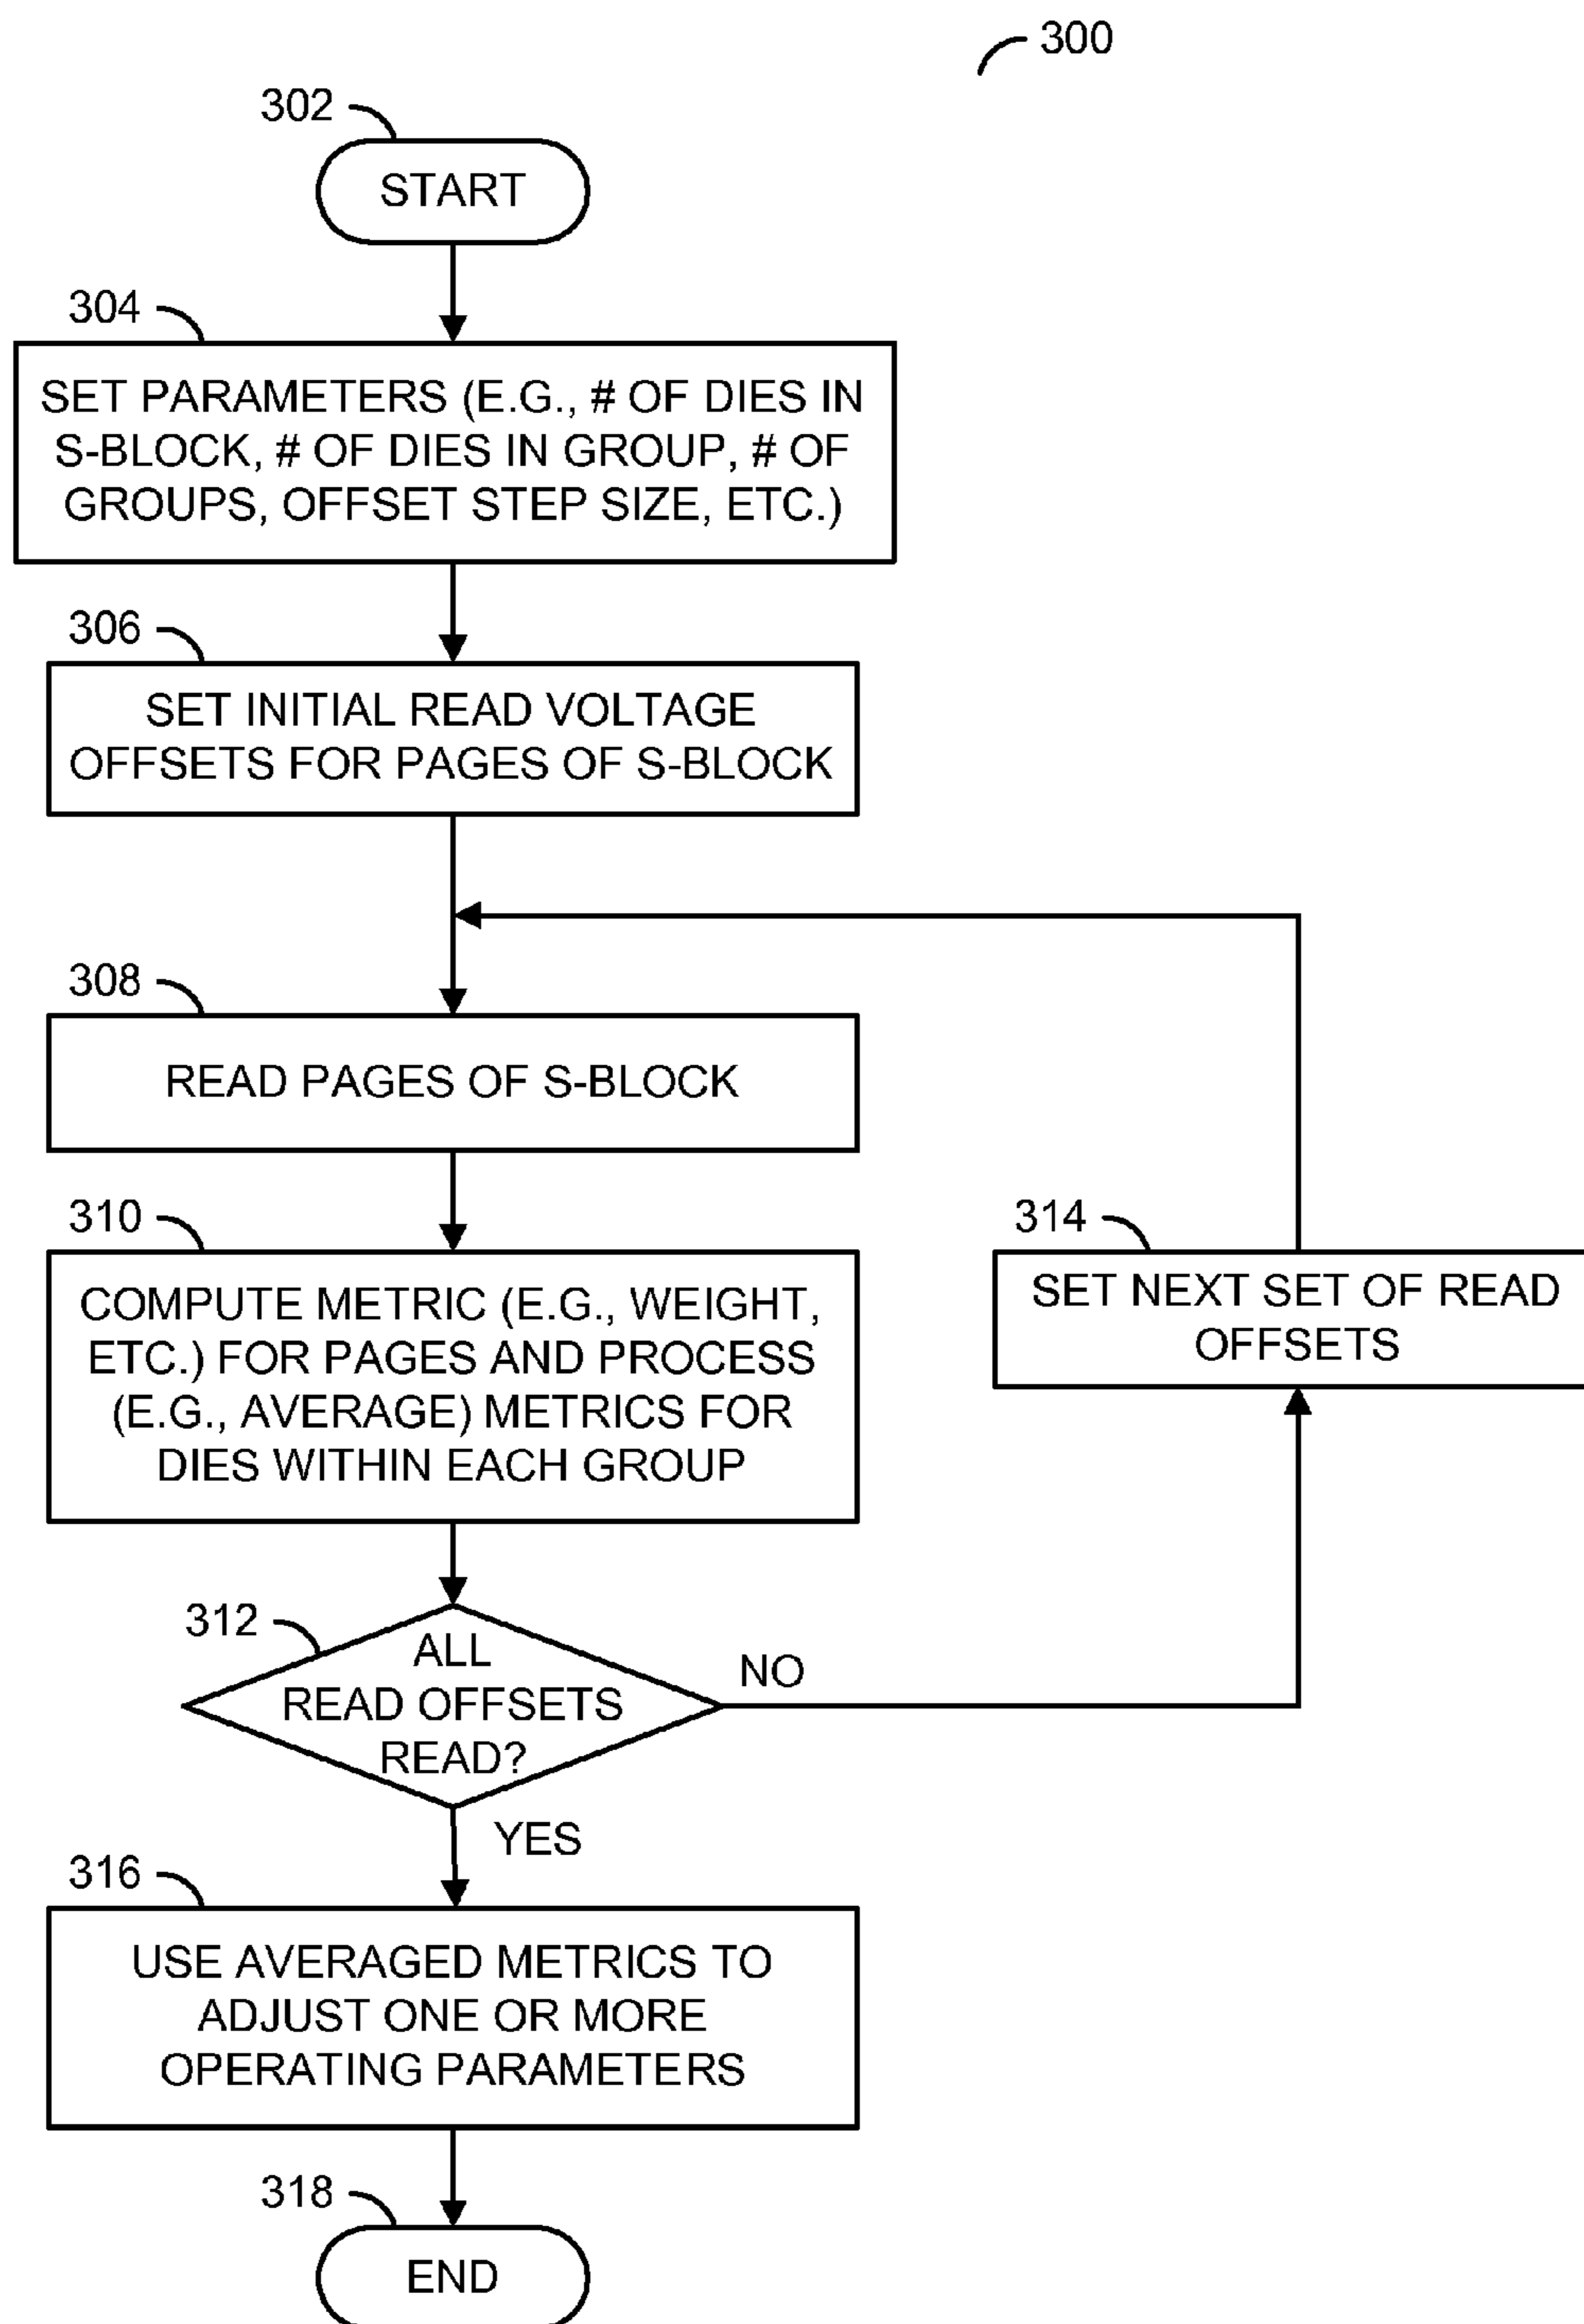 300
302
START
304
SET PARAMETERS (E.G., # OF DIES IN
S-BLOCK, # OF DIES IN GROUP, # OF
GROUPS, OFFSET STEP SIZE, ETC.)
306
SET INITIAL READ VOLTAGE
OFFSETS FOR PAGES OF S-BLOCK
308
READ PAGES OF S-BLOCK
310
COMPUTE METRIC (E.G., WEIGHT,
ETC.) FOR PAGES AND PROCESS
(E.G., AVERAGE) METRICS FOR
DIES WITHIN EACH GROUP
314
SET NEXT SET OF READ
OFFSETS
312
ALL
READ OFFSETS
READ?
NO
YES
316
USE AVERAGED METRICS TO
ADJUST ONE OR MORE
OPERATING PARAMETERS
318
END